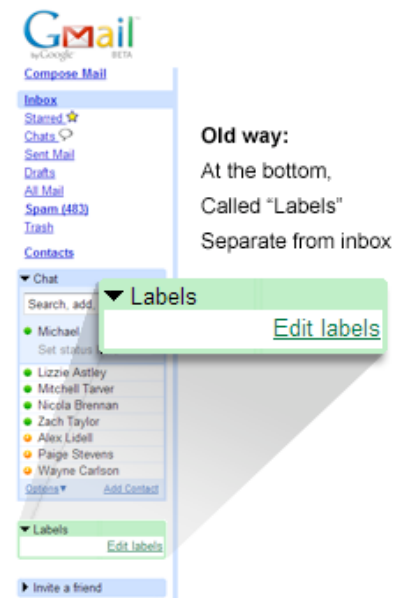 Gmail
by Google BETA
Compose Mail
Inbox
Starred
Chats
Sent Mail
Drafts
All Mail
Spam (483)
Trash
Contacts
Old way:
At the bottom,
Called “Labels”
Separate from inbox
Chat
Search, add,
Labels
Edit labels
Michael
Set status
Lizzie Astley
Mitchell Tarver
Nicola Brennan
Zach Taylor
Alex Lidell
Paige Stevens
Wayne Carlson
Options Add Contact
Labels
Edit labels
Invite a friend